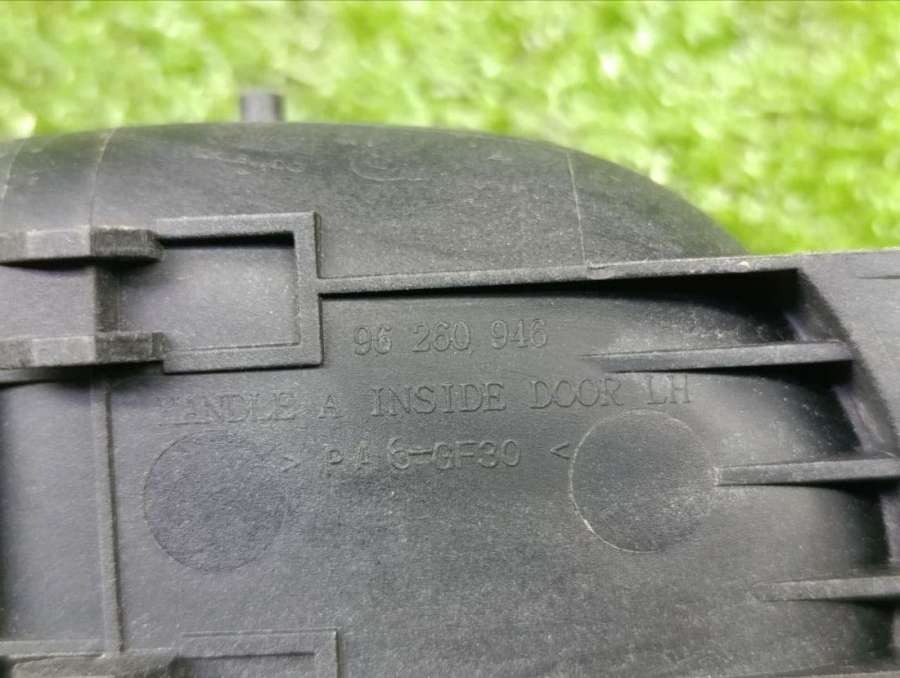 96 260 946
HANDLE A INSIDE DOOR LH
> PA 6-GF30 <